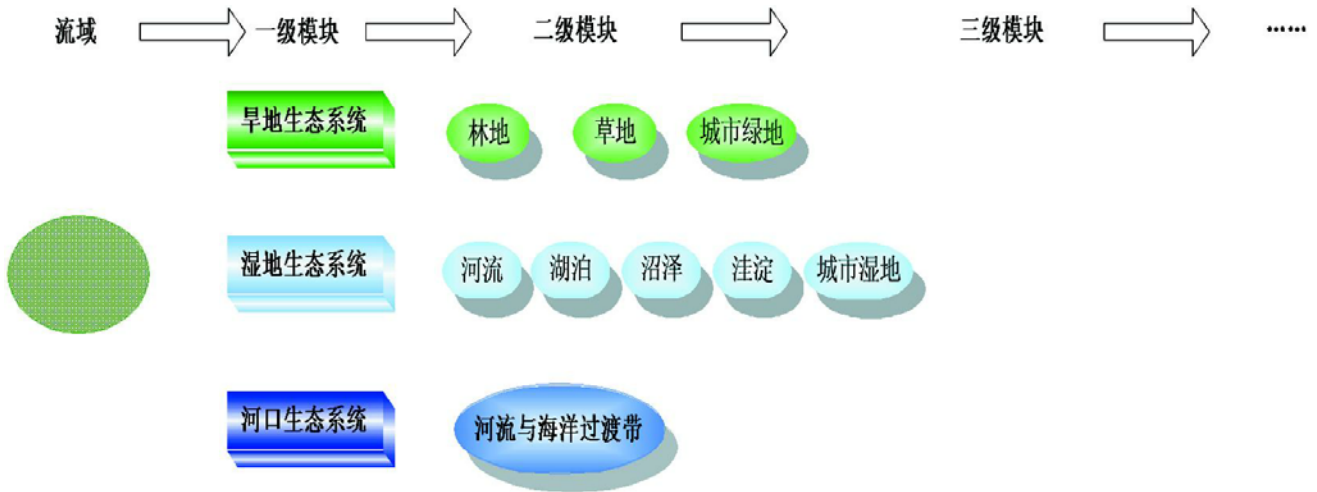 流域 一级模块 二级模块 三级模块 ……
旱地生态系统 林地 草地 城市绿地
湿地生态系统 河流 湖泊 沼泽 洼淀 城市湿地
河口生态系统 河流与海洋过渡带